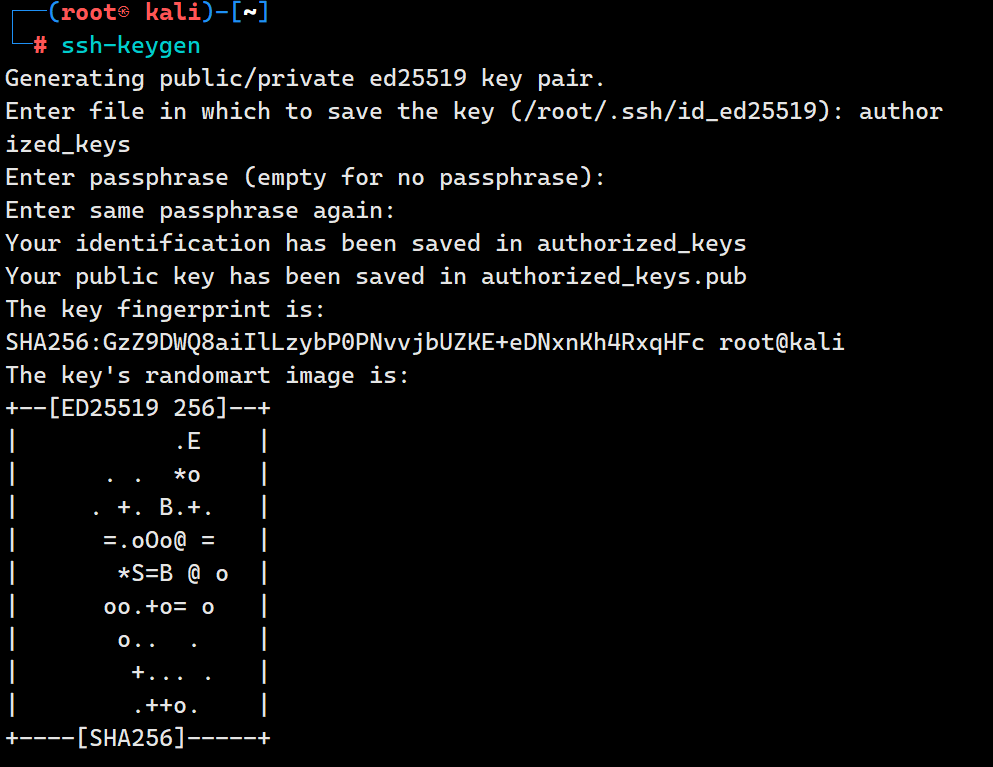 ┌──(root㉿ kali)-[~]
└─# ssh-keygen
Generating public/private ed25519 key pair.
Enter file in which to save the key (/root/.ssh/id_ed25519): author
ized_keys
Enter passphrase (empty for no passphrase):
Enter same passphrase again:
Your identification has been saved in authorized_keys
Your public key has been saved in authorized_keys.pub
The key fingerprint is:
SHA256:GzZ9DWQ8aiIlLzybP0PNvvjbUZKE+eDNxnKh4RxqHFc root@kali
The key's randomart image is:
+--[ED25519 256]--+
|           .E    |
|      . .  *o    |
|     . +. B.+.   |
|      =.oOo@ =   |
|       *S=B @ o  |
|      oo.+o= o   |
|       o..  .    |
|        +... .   |
|        .++o.    |
+----[SHA256]-----+